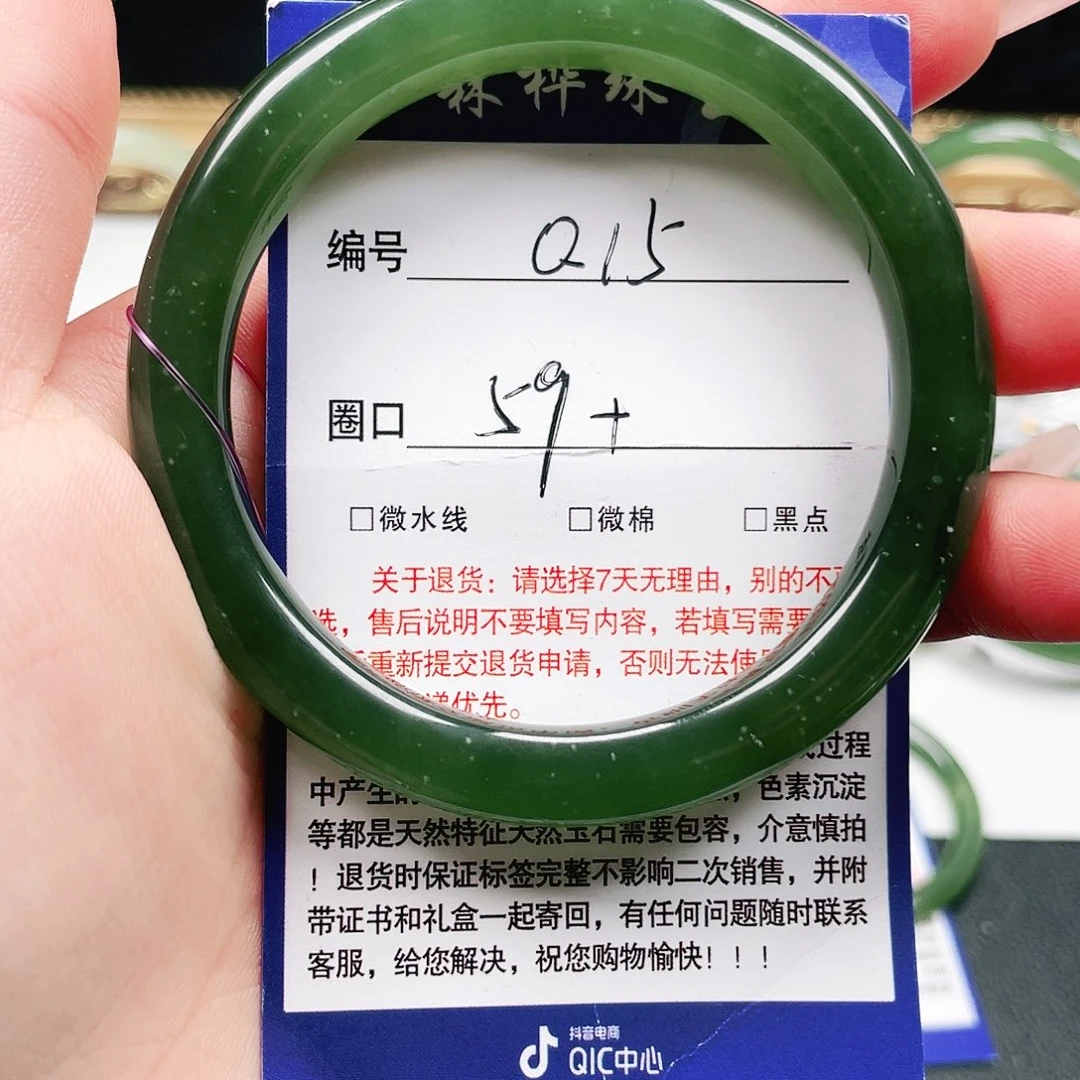 森桦珠
编号 Q15
圈口 59+
□微水线 □微棉 □黑点
关于退货：请选择7天无理由，别的不
选，售后说明不要填写内容，若填写需要
重新提交退货申请，否则无法使
递优先。
过程
中产生的 ，色素沉淀
等都是天然特征天然玉石需要包容，介意慎拍
！退货时保证标签完整不影响二次销售，并附
带证书和礼盒一起寄回，有任何问题随时联系
客服，给您解决，祝您购物愉快！！！
抖音电商
QIC中心